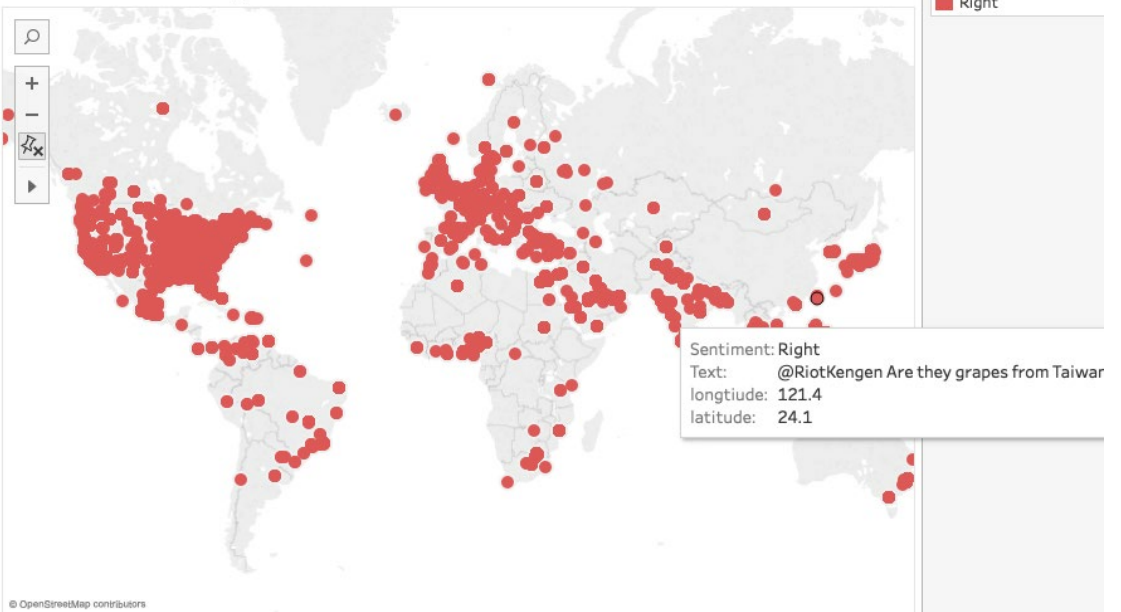 Right
Sentiment: Right
Text: @RiotKengen Are they grapes from Taiwan
longtiude: 121.4
latitude: 24.1
© OpenStreetMap contributors